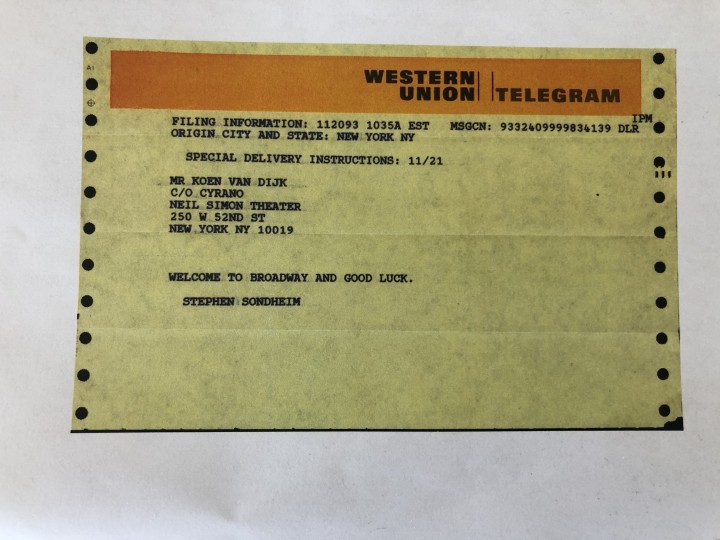 WESTERN UNION TELEGRAM
IPM
FILING INFORMATION: 112093 1035A EST MSGCN: 9332409999834139 DLR
ORIGIN CITY AND STATE: NEW YORK NY
SPECIAL DELIVERY INSTRUCTIONS: 11/21
MR KOEN VAN DIJK
C/O CYRANO
NEIL SIMON THEATER
250 W 52ND ST
NEW YORK NY 10019
WELCOME TO BROADWAY AND GOOD LUCK.
STEPHEN SONDHEIM